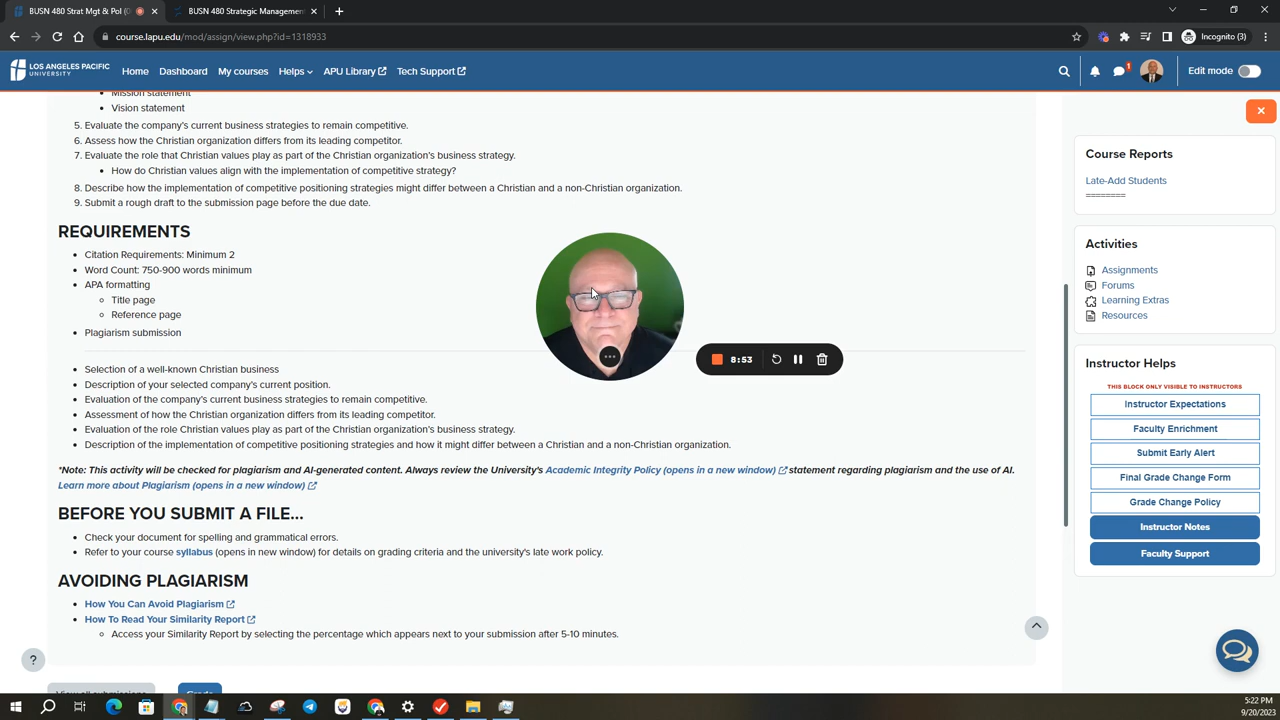 BUSN 480 Strat Mgt & Pol (O
BUSN 480 Strategic Managemen
course.lapu.edu/mod/assign/view.php?id=1318933
Incognito (3)
LOS ANGELES PACIFIC
UNIVERSITY
Home
Dashboard
My courses
Helps
APU Library
Tech Support
1
Edit mode
Mission statement
Vision statement
5. Evaluate the company's current business strategies to remain competitive.
6. Assess how the Christian organization differs from its leading competitor.
7. Evaluate the role that Christian values play as part of the Christian organization's business strategy.
How do Christian values align with the implementation of competitive strategy?
8. Describe how the implementation of competitive positioning strategies might differ between a Christian and a non-Christian organization.
9. Submit a rough draft to the submission page before the due date.
REQUIREMENTS
Citation Requirements: Minimum 2
Word Count: 750-900 words minimum
APA formatting
Title page
Reference page
Plagiarism submission
8:53
Selection of a well-known Christian business
Description of your selected company's current position.
Evaluation of the company's current business strategies to remain competitive.
Assessment of how the Christian organization differs from its leading competitor.
Evaluation of the role Christian values play as part of the Christian organization's business strategy.
Description of the implementation of competitive positioning strategies and how it might differ between a Christian and a non-Christian organization.
*Note: This activity will be checked for plagiarism and AI-generated content. Always review the University's Academic Integrity Policy (opens in a new window) statement regarding plagiarism and the use of AI.
Learn more about Plagiarism (opens in a new window)
BEFORE YOU SUBMIT A FILE...
Check your document for spelling and grammatical errors.
Refer to your course syllabus (opens in new window) for details on grading criteria and the university's late work policy.
AVOIDING PLAGIARISM
How You Can Avoid Plagiarism
How To Read Your Similarity Report
Access your Similarity Report by selecting the percentage which appears next to your submission after 5-10 minutes.
View all submissions
Grade
?
Course Reports
Late-Add Students
========
Activities
Assignments
Forums
Learning Extras
Resources
Instructor Helps
THIS BLOCK ONLY VISIBLE TO INSTRUCTORS
Instructor Expectations
Faculty Enrichment
Submit Early Alert
Final Grade Change Form
Grade Change Policy
Instructor Notes
Faculty Support
5:22 PM
9/20/2023